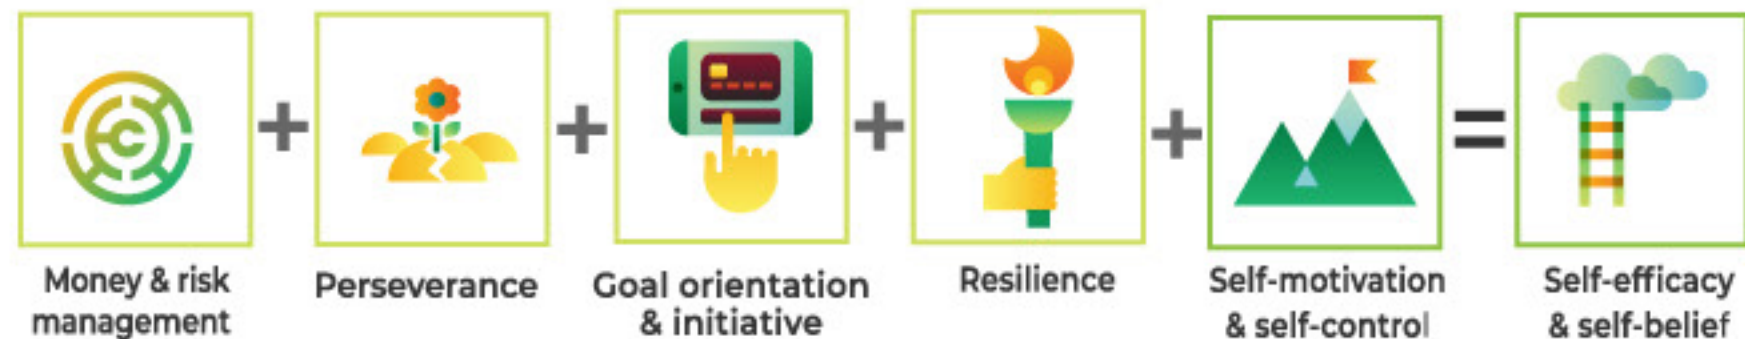 Money & risk
management
+
Perseverance
+
Goal orientation
& initiative
+
Resilience
+
Self-motivation
& self-control
=
Self-efficacy
& self-belief